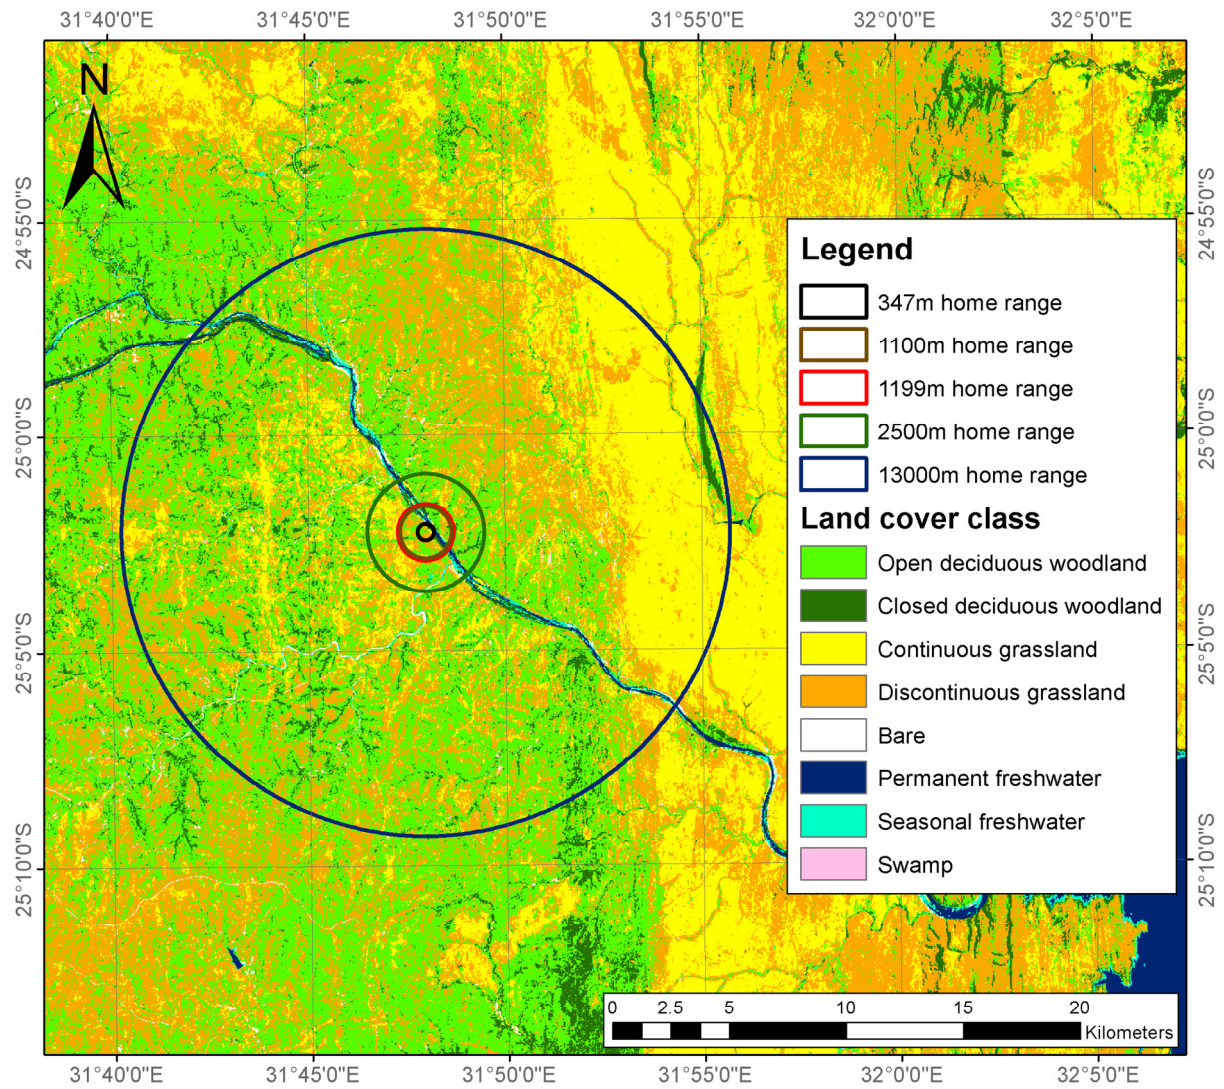 31°40'0"E 31°45'0"E 31°50'0"E 31°55'0"E 32°0'0"E 32°5'0"E
N
24°55'0"S 24°55'0"S
Legend
347m home range
1100m home range
1199m home range
2500m home range
13000m home range
25°0'0"S 25°0'0"S
Land cover class
Open deciduous woodland
Closed deciduous woodland
Continuous grassland
Discontinuous grassland
Bare
Permanent freshwater
Seasonal freshwater
Swamp
25°5'0"S 25°5'0"S
25°10'0"S 25°10'0"S
0 2.5 5 10 15 20
Kilometers
31°40'0"E 31°45'0"E 31°50'0"E 31°55'0"E 32°0'0"E 32°5'0"E